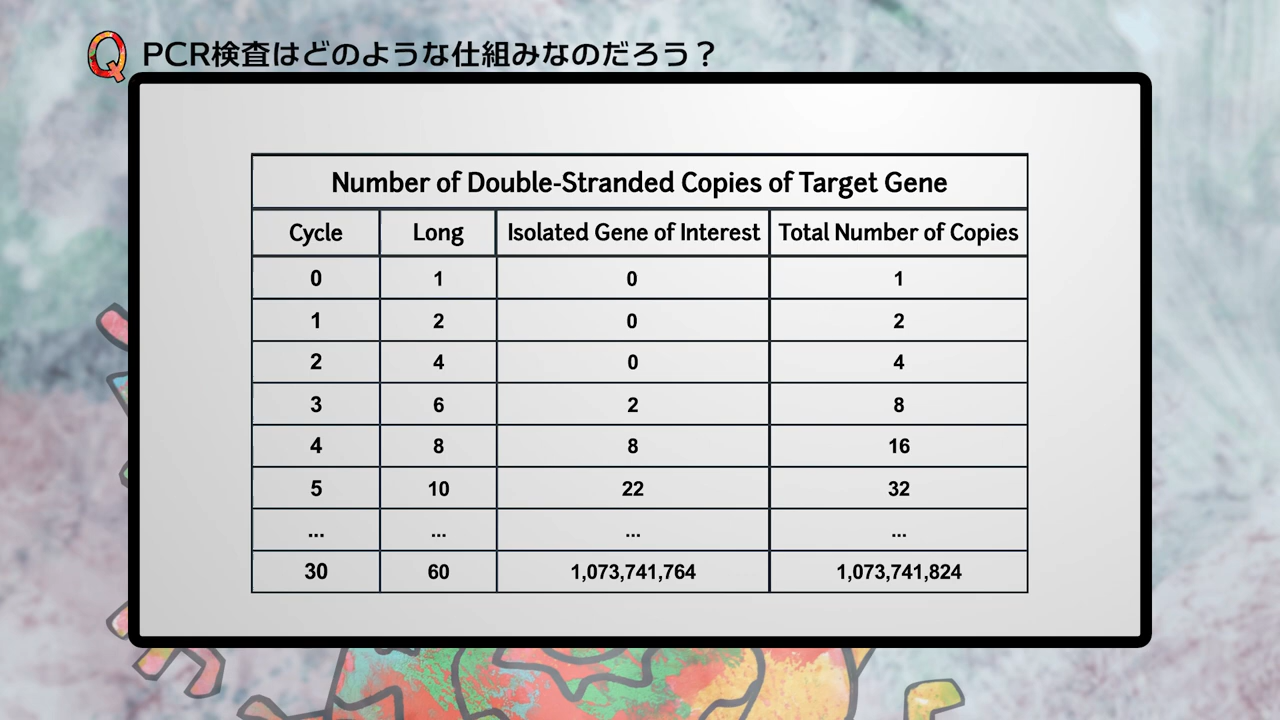 Q PCR検査はどのような仕組みなのだろう？
Number of Double-Stranded Copies of Target Gene
Cycle Long Isolated Gene of Interest Total Number of Copies
0 1 0 1
1 2 0 2
2 4 0 4
3 6 2 8
4 8 8 16
5 10 22 32
... ... ... ...
30 60 1,073,741,764 1,073,741,824